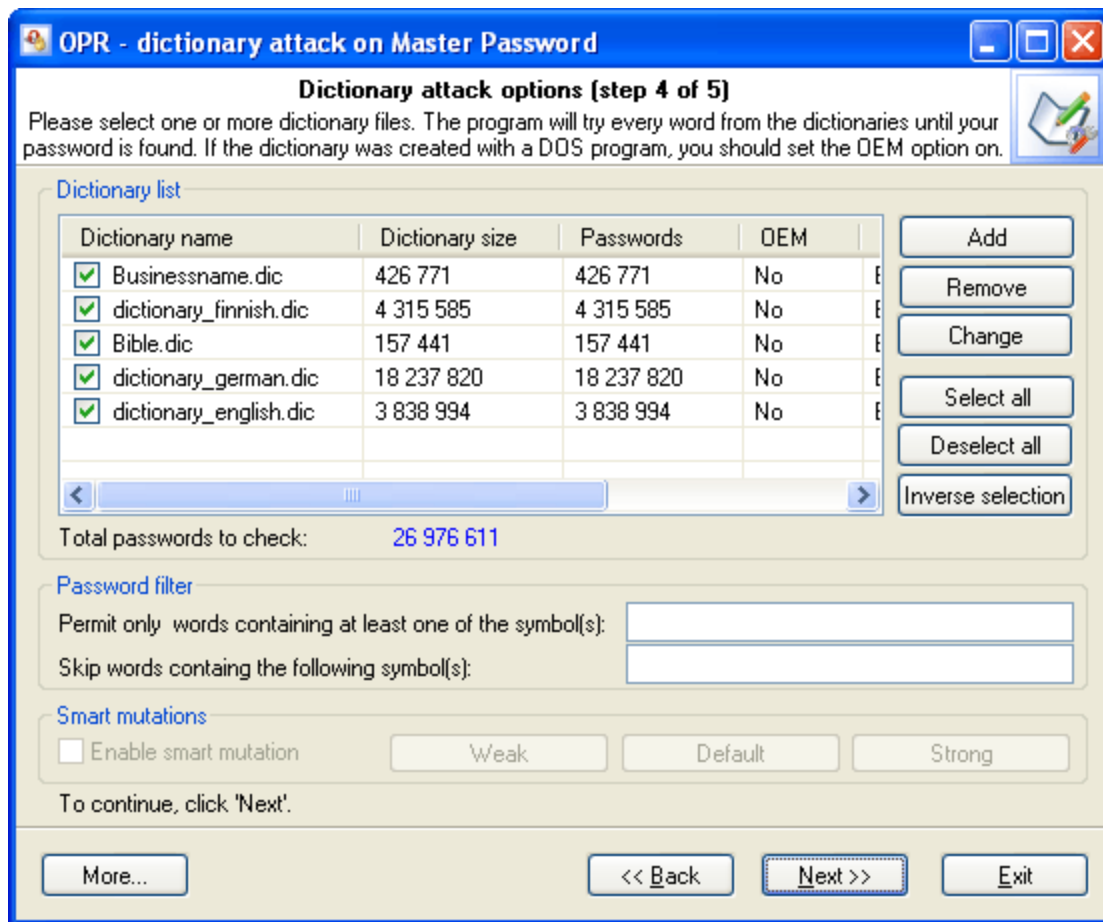 OPR - dictionary attack on Master Password
Dictionary attack options (step 4 of 5)
Please select one or more dictionary files. The program will try every word from the dictionaries until your
password is found. If the dictionary was created with a DOS program, you should set the OEM option on.
Dictionary list
Dictionary name Dictionary size Passwords OEM
Businessname.dic 426 771 426 771 No
dictionary_finnish.dic 4 315 585 4 315 585 No
Bible.dic 157 441 157 441 No
dictionary_german.dic 18 237 820 18 237 820 No
dictionary_english.dic 3 838 994 3 838 994 No
Add
Remove
Change
Select all
Deselect all
Inverse selection
Total passwords to check: 26 976 611
Password filter
Permit only words containing at least one of the symbol(s):
Skip words containg the following symbol(s):
Smart mutations
Enable smart mutation Weak Default Strong
To continue, click 'Next'.
More... << Back Next >> Exit